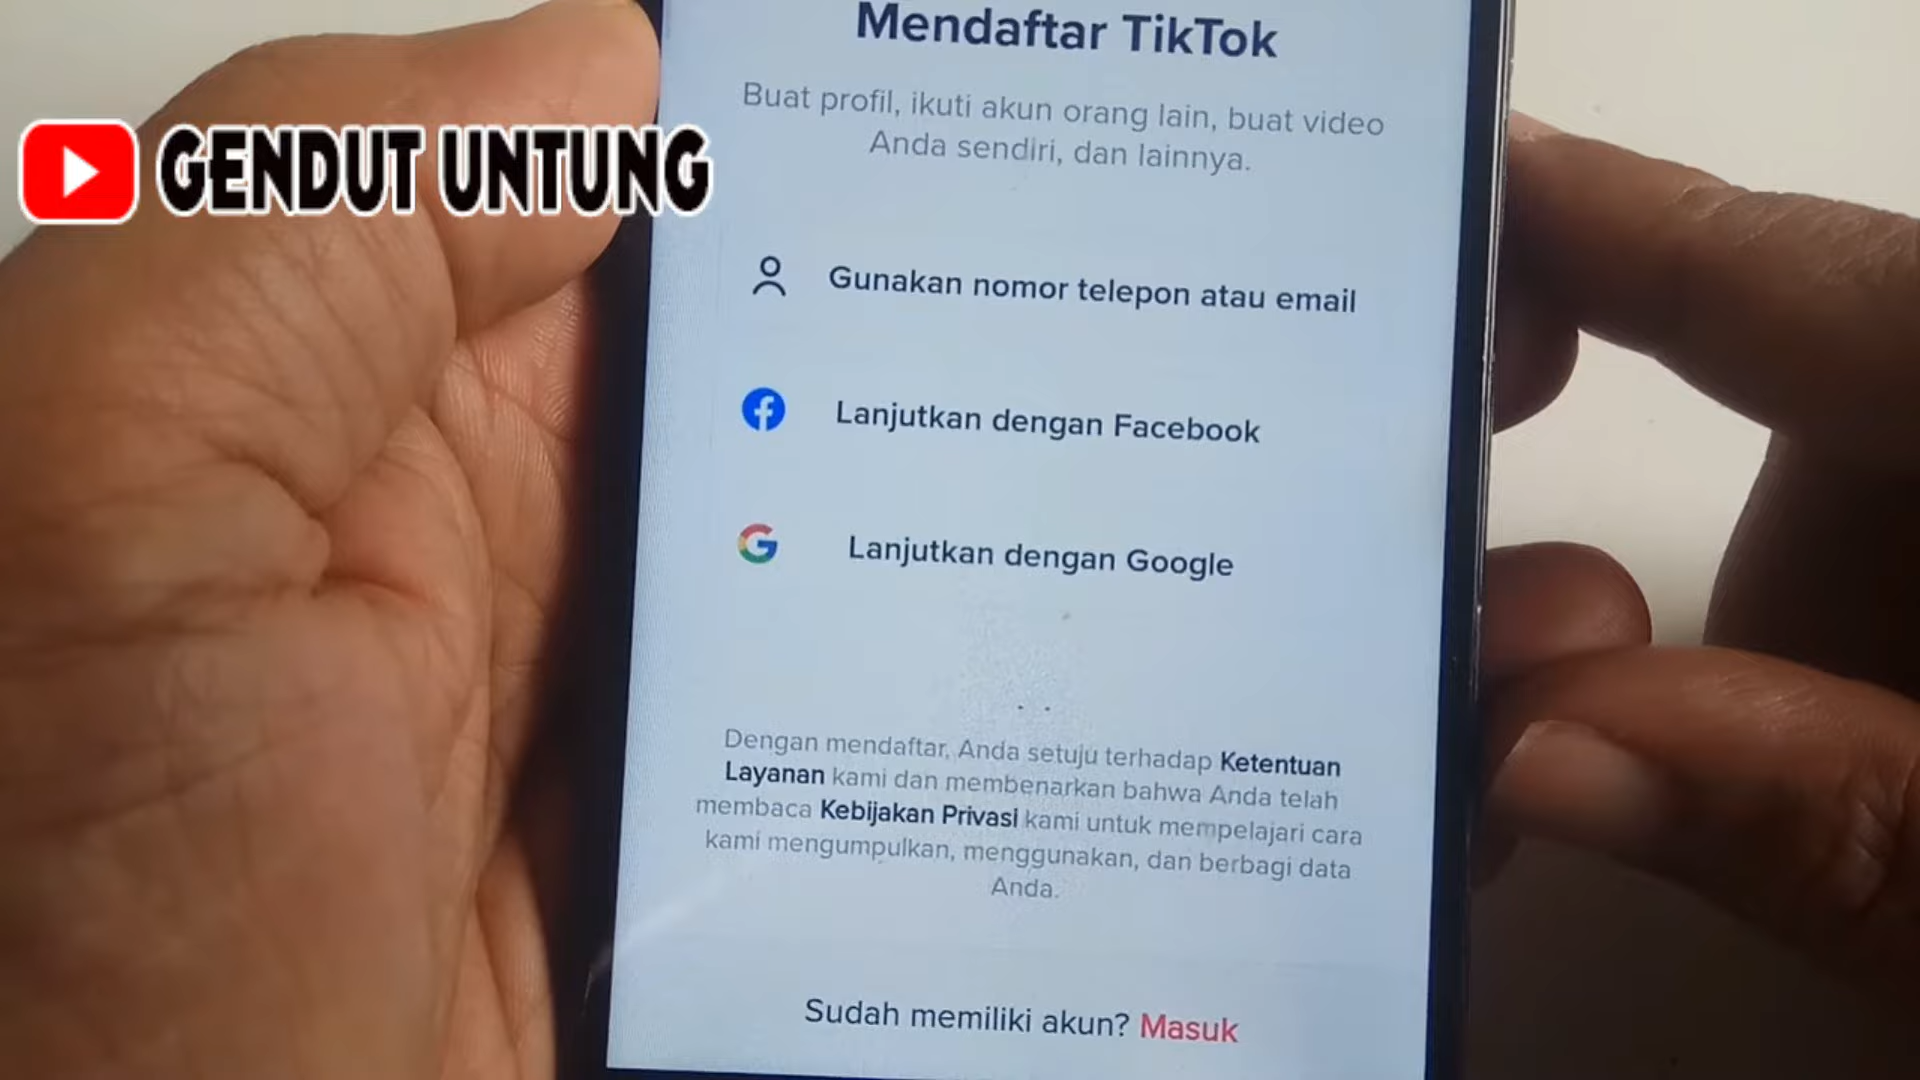 Mendaftar TikTok
Buat profil, ikuti akun orang lain, buat video
Anda sendiri, dan lainnya.
GENDUT UNTUNG
Gunakan nomor telepon atau email
Lanjutkan dengan Facebook
Lanjutkan dengan Google
Dengan mendaftar, Anda setuju terhadap Ketentuan
Layanan kami dan membenarkan bahwa Anda telah
membaca Kebijakan Privasi kami untuk mempelajari cara
kami mengumpulkan, menggunakan, dan berbagi data
Anda.
Sudah memiliki akun? Masuk